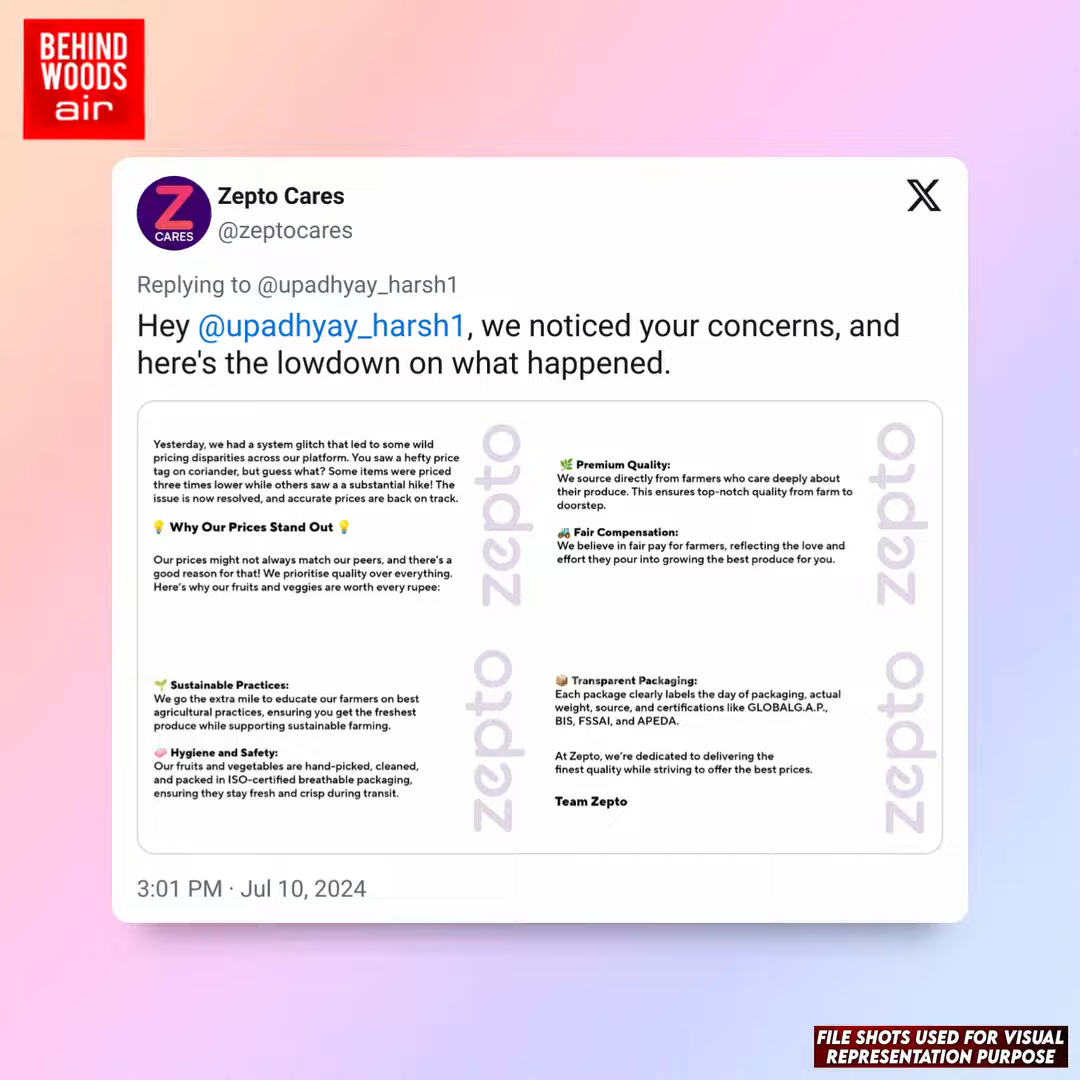 BEHIND
WOODS
air
Z
CARES
Zepto Cares
@zeptocares
X
Replying to @upadhyay_harsh1
Hey @upadhyay_harsh1, we noticed your concerns, and
here's the lowdown on what happened.
Yesterday, we had a system glitch that led to some wild
pricing disparities across our platform. You saw a hefty price
tag on coriander, but guess what? Some items were priced
three times lower while others saw a a substantial hike! The
issue is now resolved, and accurate prices are back on track.
💡 Why Our Prices Stand Out 💡
Our prices might not always match our peers, and there's a
good reason for that! We prioritise quality over everything.
Here's why our fruits and veggies are worth every rupee:
zepto
🌿 Premium Quality:
We source directly from farmers who care deeply about
their produce. This ensures top-notch quality from farm to
doorstep.
🚜 Fair Compensation:
We believe in fair pay for farmers, reflecting the love and
effort they pour into growing the best produce for you.
zepto
🌱 Sustainable Practices:
We go the extra mile to educate our farmers on best
agricultural practices, ensuring you get the freshest
produce while supporting sustainable farming.
🧼 Hygiene and Safety:
Our fruits and vegetables are hand-picked, cleaned,
and packed in ISO-certified breathable packaging,
ensuring they stay fresh and crisp during transit.
zepto
📦 Transparent Packaging:
Each package clearly labels the day of packaging, actual
weight, source, and certifications like GLOBALG.A.P.,
BIS, FSSAI, and APEDA.
At Zepto, we're dedicated to delivering the
finest quality while striving to offer the best prices.
Team Zepto
zepto
3:01 PM · Jul 10, 2024
FILE SHOTS USED FOR VISUAL
REPRESENTATION PURPOSE